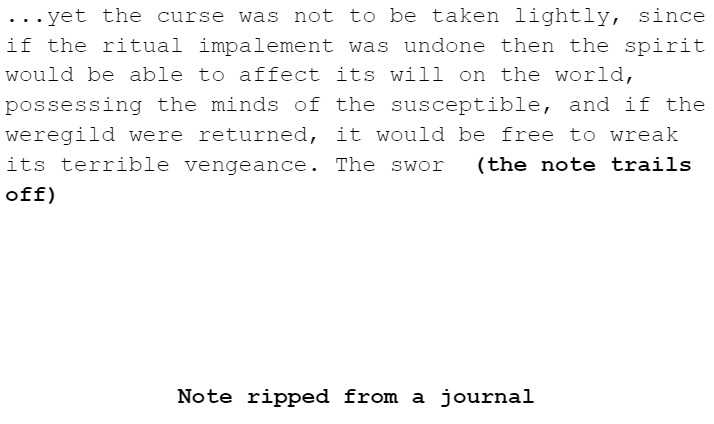 ...yet the curse was not to be taken lightly, since
if the ritual impalement was undone then the spirit
would be able to affect its will on the world,
possessing the minds of the susceptible, and if the
weregild were returned, it would be free to wreak
its terrible vengeance. The swor (the note trails
off)
Note ripped from a journal